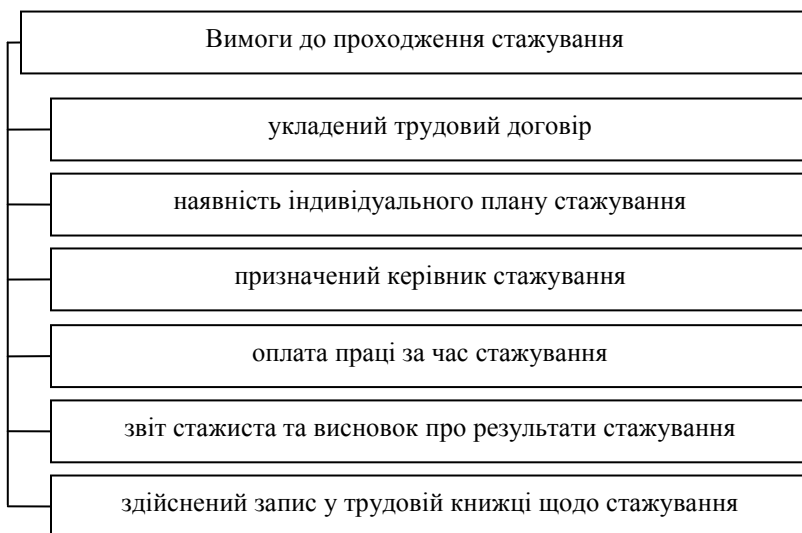 Вимоги до проходження стажування
укладений трудовий договір
наявність індивідуального плану стажування
призначений керівник стажування
оплата праці за час стажування
звіт стажиста та висновок про результати стажування
здійснений запис у трудовій книжці щодо стажування